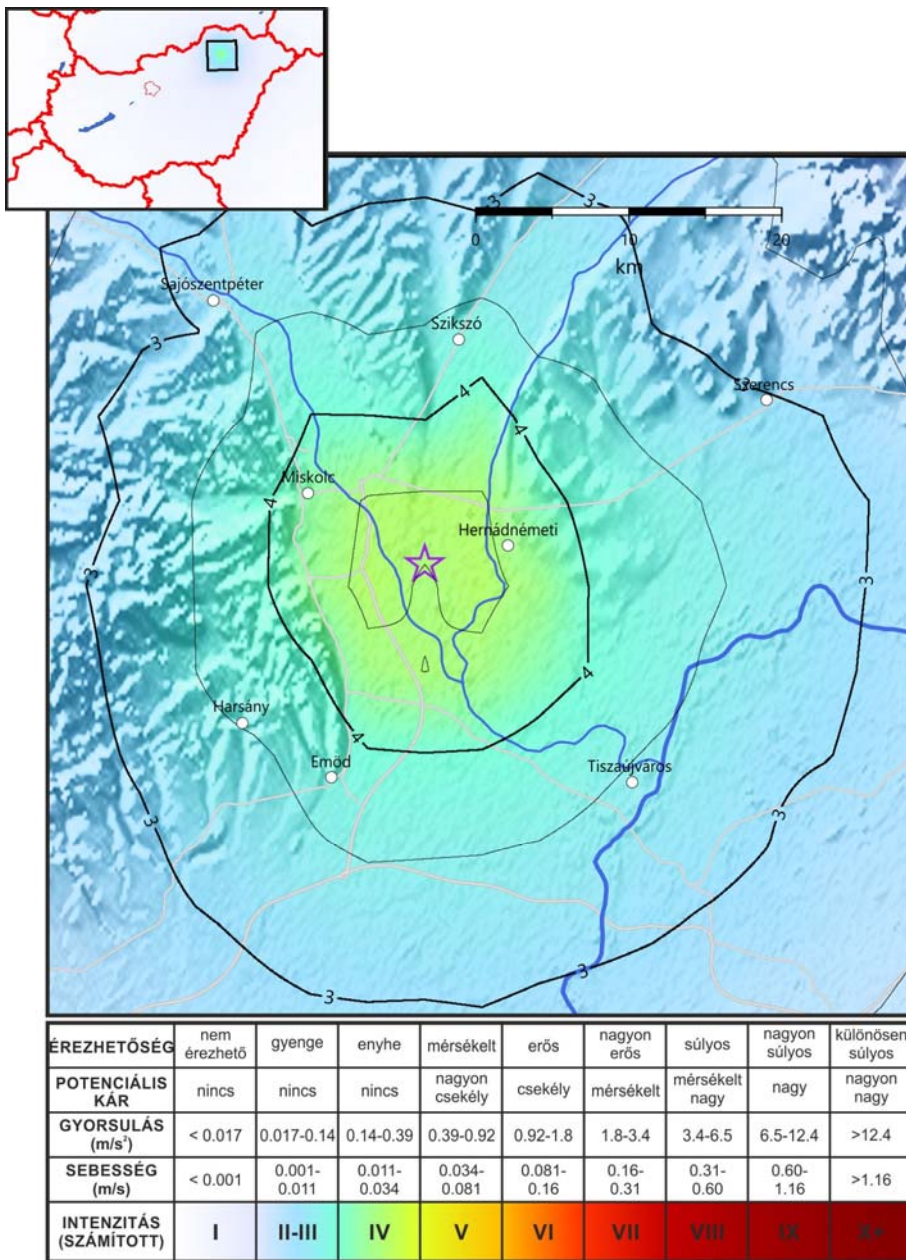 3
3
0
10
20
km
Sajószentpéter
Szikszó
3
Szerencs
3
4
4
Miskolc
4
Hernádnémeti
3
3
4
Harsány
4
Emőd
Tiszaújváros
3
3
3
3
ÉREZHETŐSÉG nem érezhető gyenge enyhe mérsékelt erős nagyon erős súlyos nagyon súlyos különösen súlyos
POTENCIÁLIS KÁR nincs nincs nincs nagyon csekély csekély mérsékelt mérsékelt nagy nagy nagyon nagy
GYORSULÁS (m/s²) < 0.017 0.017-0.14 0.14-0.39 0.39-0.92 0.92-1.8 1.8-3.4 3.4-6.5 6.5-12.4 >12.4
SEBESSÉG (m/s) < 0.001 0.001-0.011 0.011-0.034 0.034-0.081 0.081-0.16 0.16-0.31 0.31-0.60 0.60-1.16 >1.16
INTENZITÁS (SZÁMÍTOTT) I II-III IV V VI VII VIII IX X+